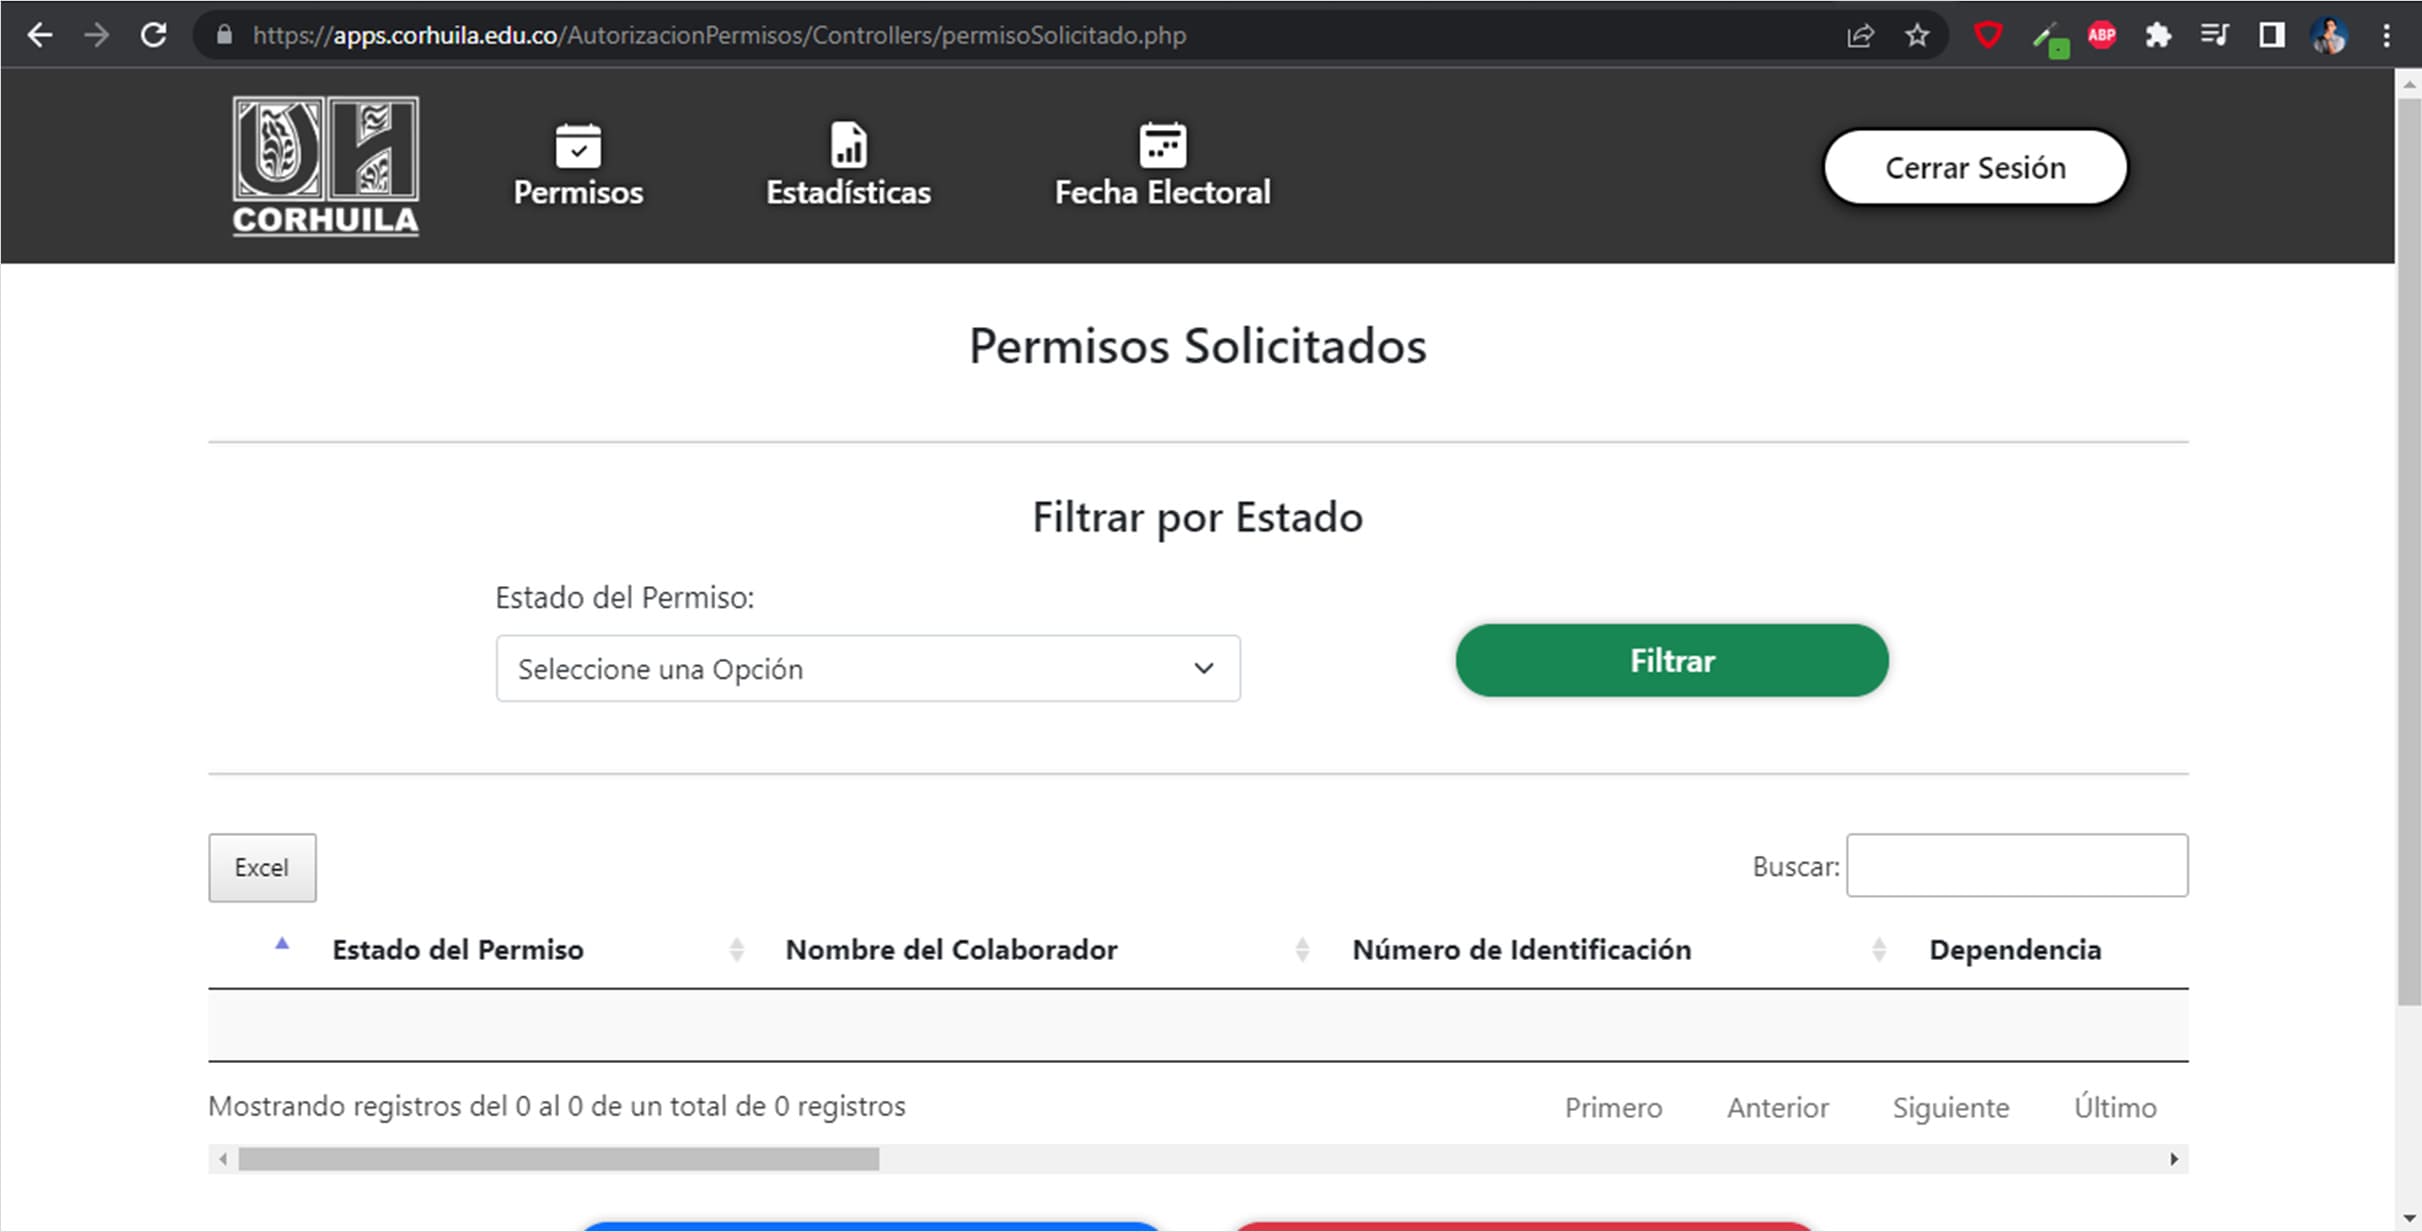 https://apps.corhuila.edu.co/AutorizacionPermisos/Controllers/permisoSolicitado.php
ABP
UH
CORHUILA
Permisos
Estadísticas
Fecha Electoral
Cerrar Sesión
Permisos Solicitados
Filtrar por Estado
Estado del Permiso:
Seleccione una Opción
Filtrar
Excel
Buscar:
Estado del Permiso Nombre del Colaborador Número de Identificación Dependencia
Mostrando registros del 0 al 0 de un total de 0 registros
Primero Anterior Siguiente Último